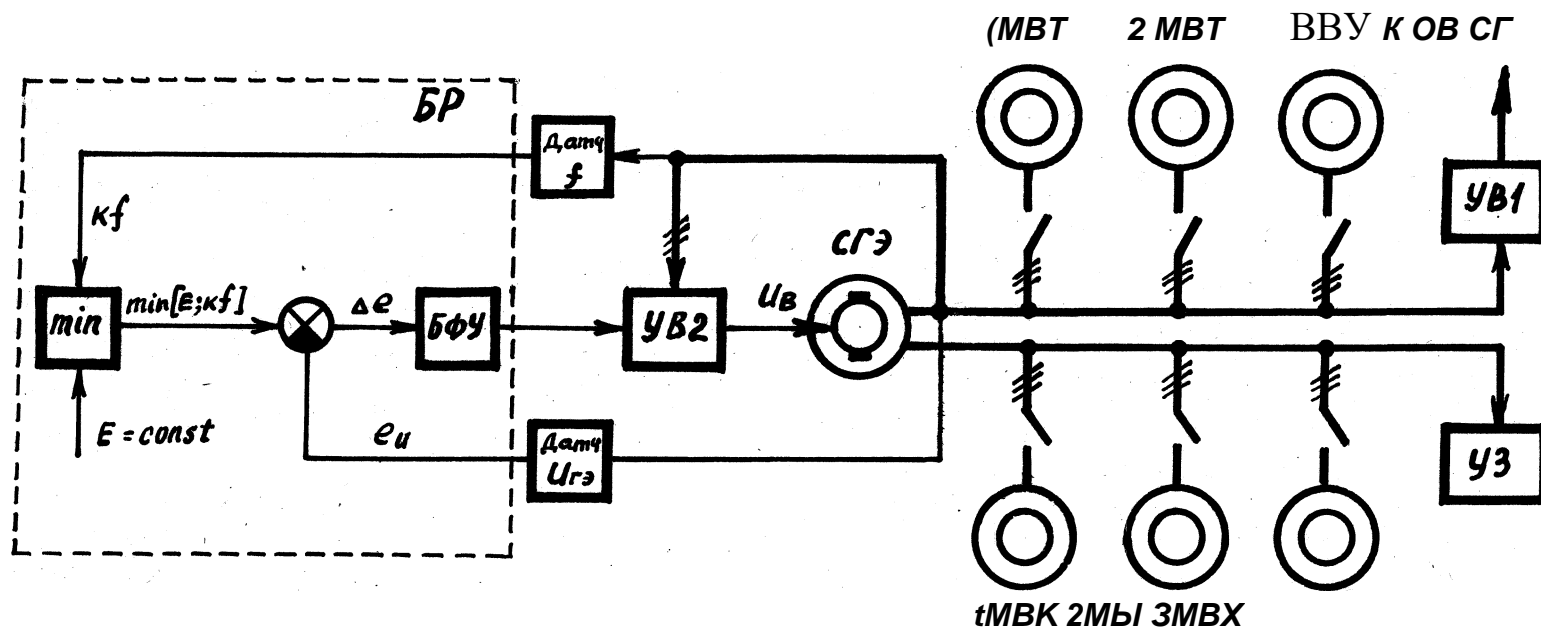 (МВТ 2 МВТ ВВУ К ОВ СГ
БР
Датч
f
кf
УВ1
СГЭ
min
min[E;кf]
Δe
БФУ
УВ2
Uв
E = const
eu
Датч
Uгэ
УЗ
tМВК 2МЫ ЗМВХ